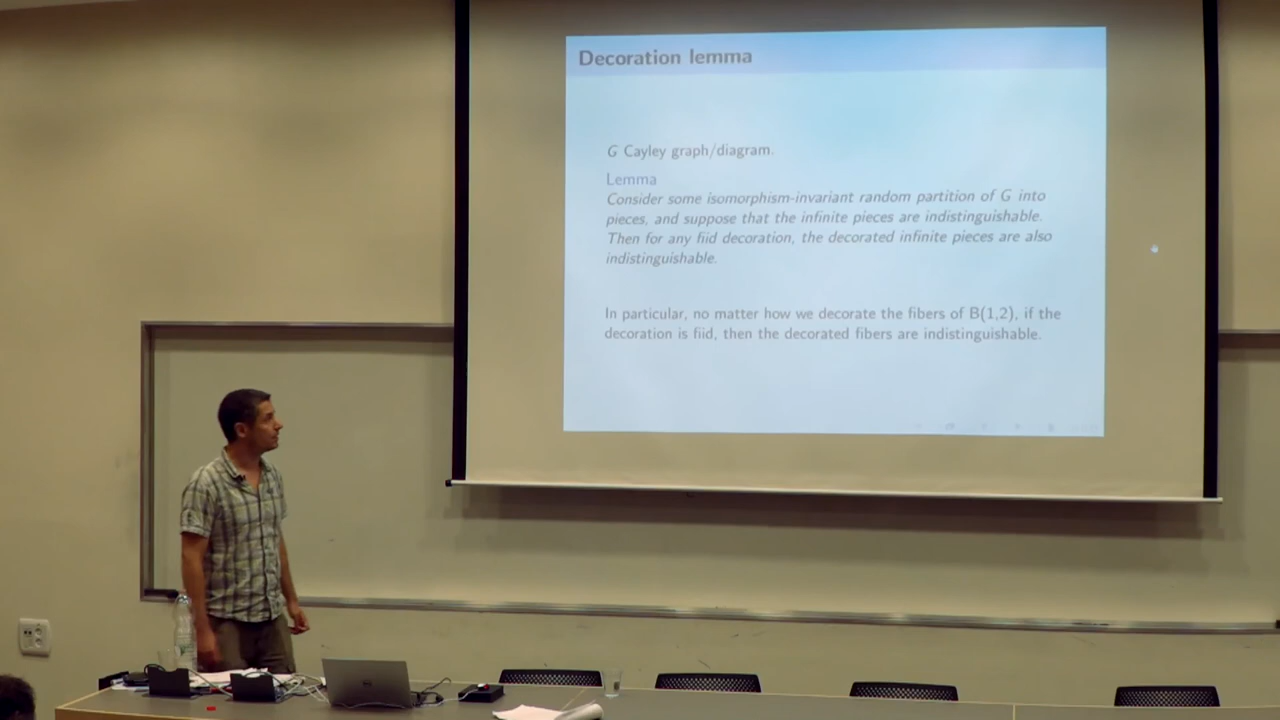 Decoration lemma
G Cayley graph/diagram.
Lemma
Consider some isomorphism-invariant random partition of G into
pieces, and suppose that the infinite pieces are indistinguishable.
Then for any fiid decoration, the decorated infinite pieces are also
indistinguishable.
In particular, no matter how we decorate the fibers of B(1,2), if the
decoration is fiid, then the decorated fibers are indistinguishable.